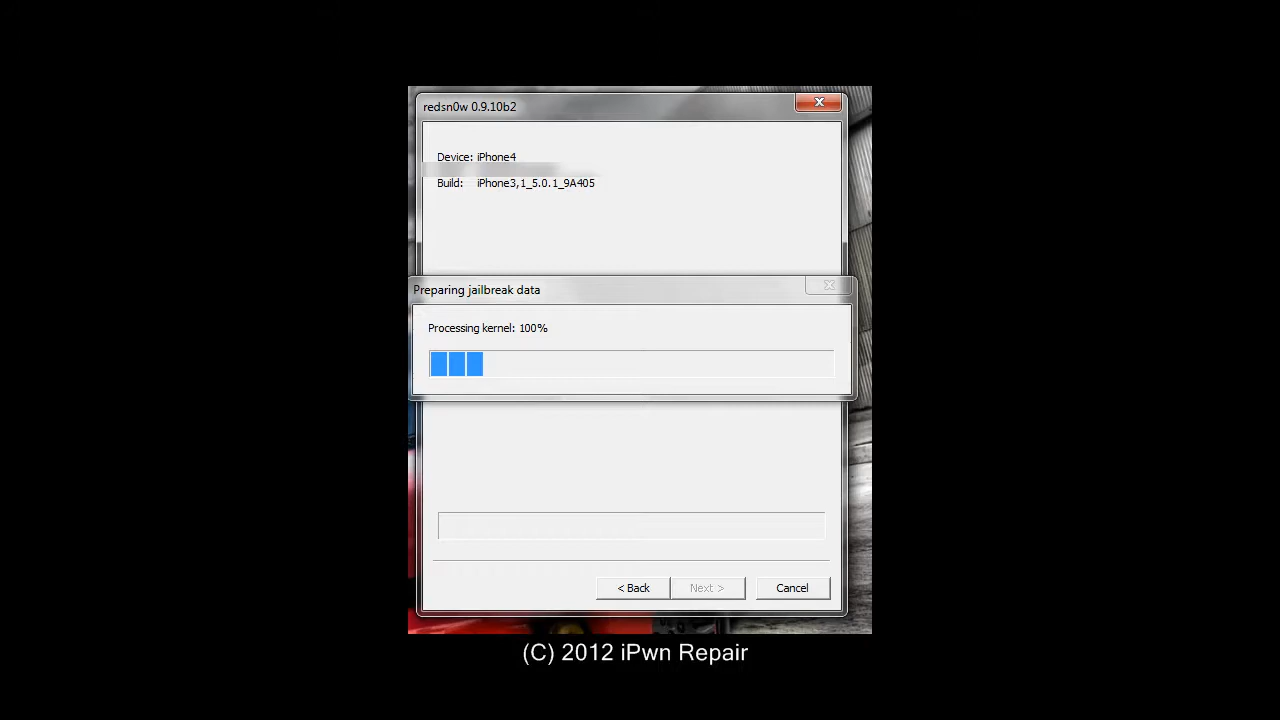 redsn0w 0.9.10b2
Device: iPhone4
Build: iPhone3,1_5.0.1_9A405
Preparing jailbreak data
Processing kernel: 100%
< Back Next > Cancel
(C) 2012 iPwn Repair